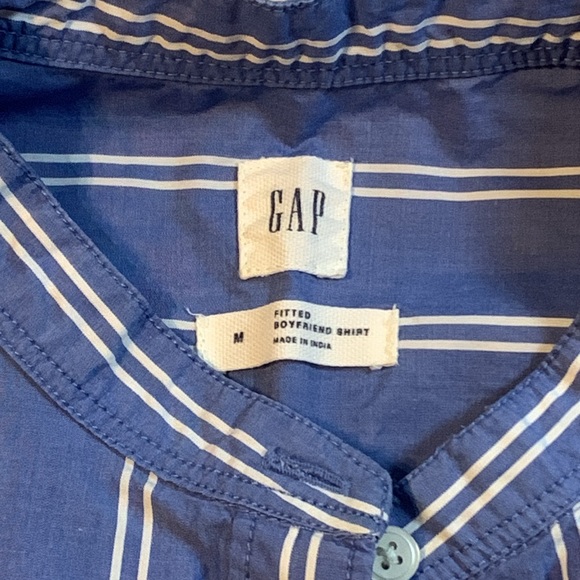 GAP
M
FITTED
BOYFRIEND SHIRT
MADE IN INDIA